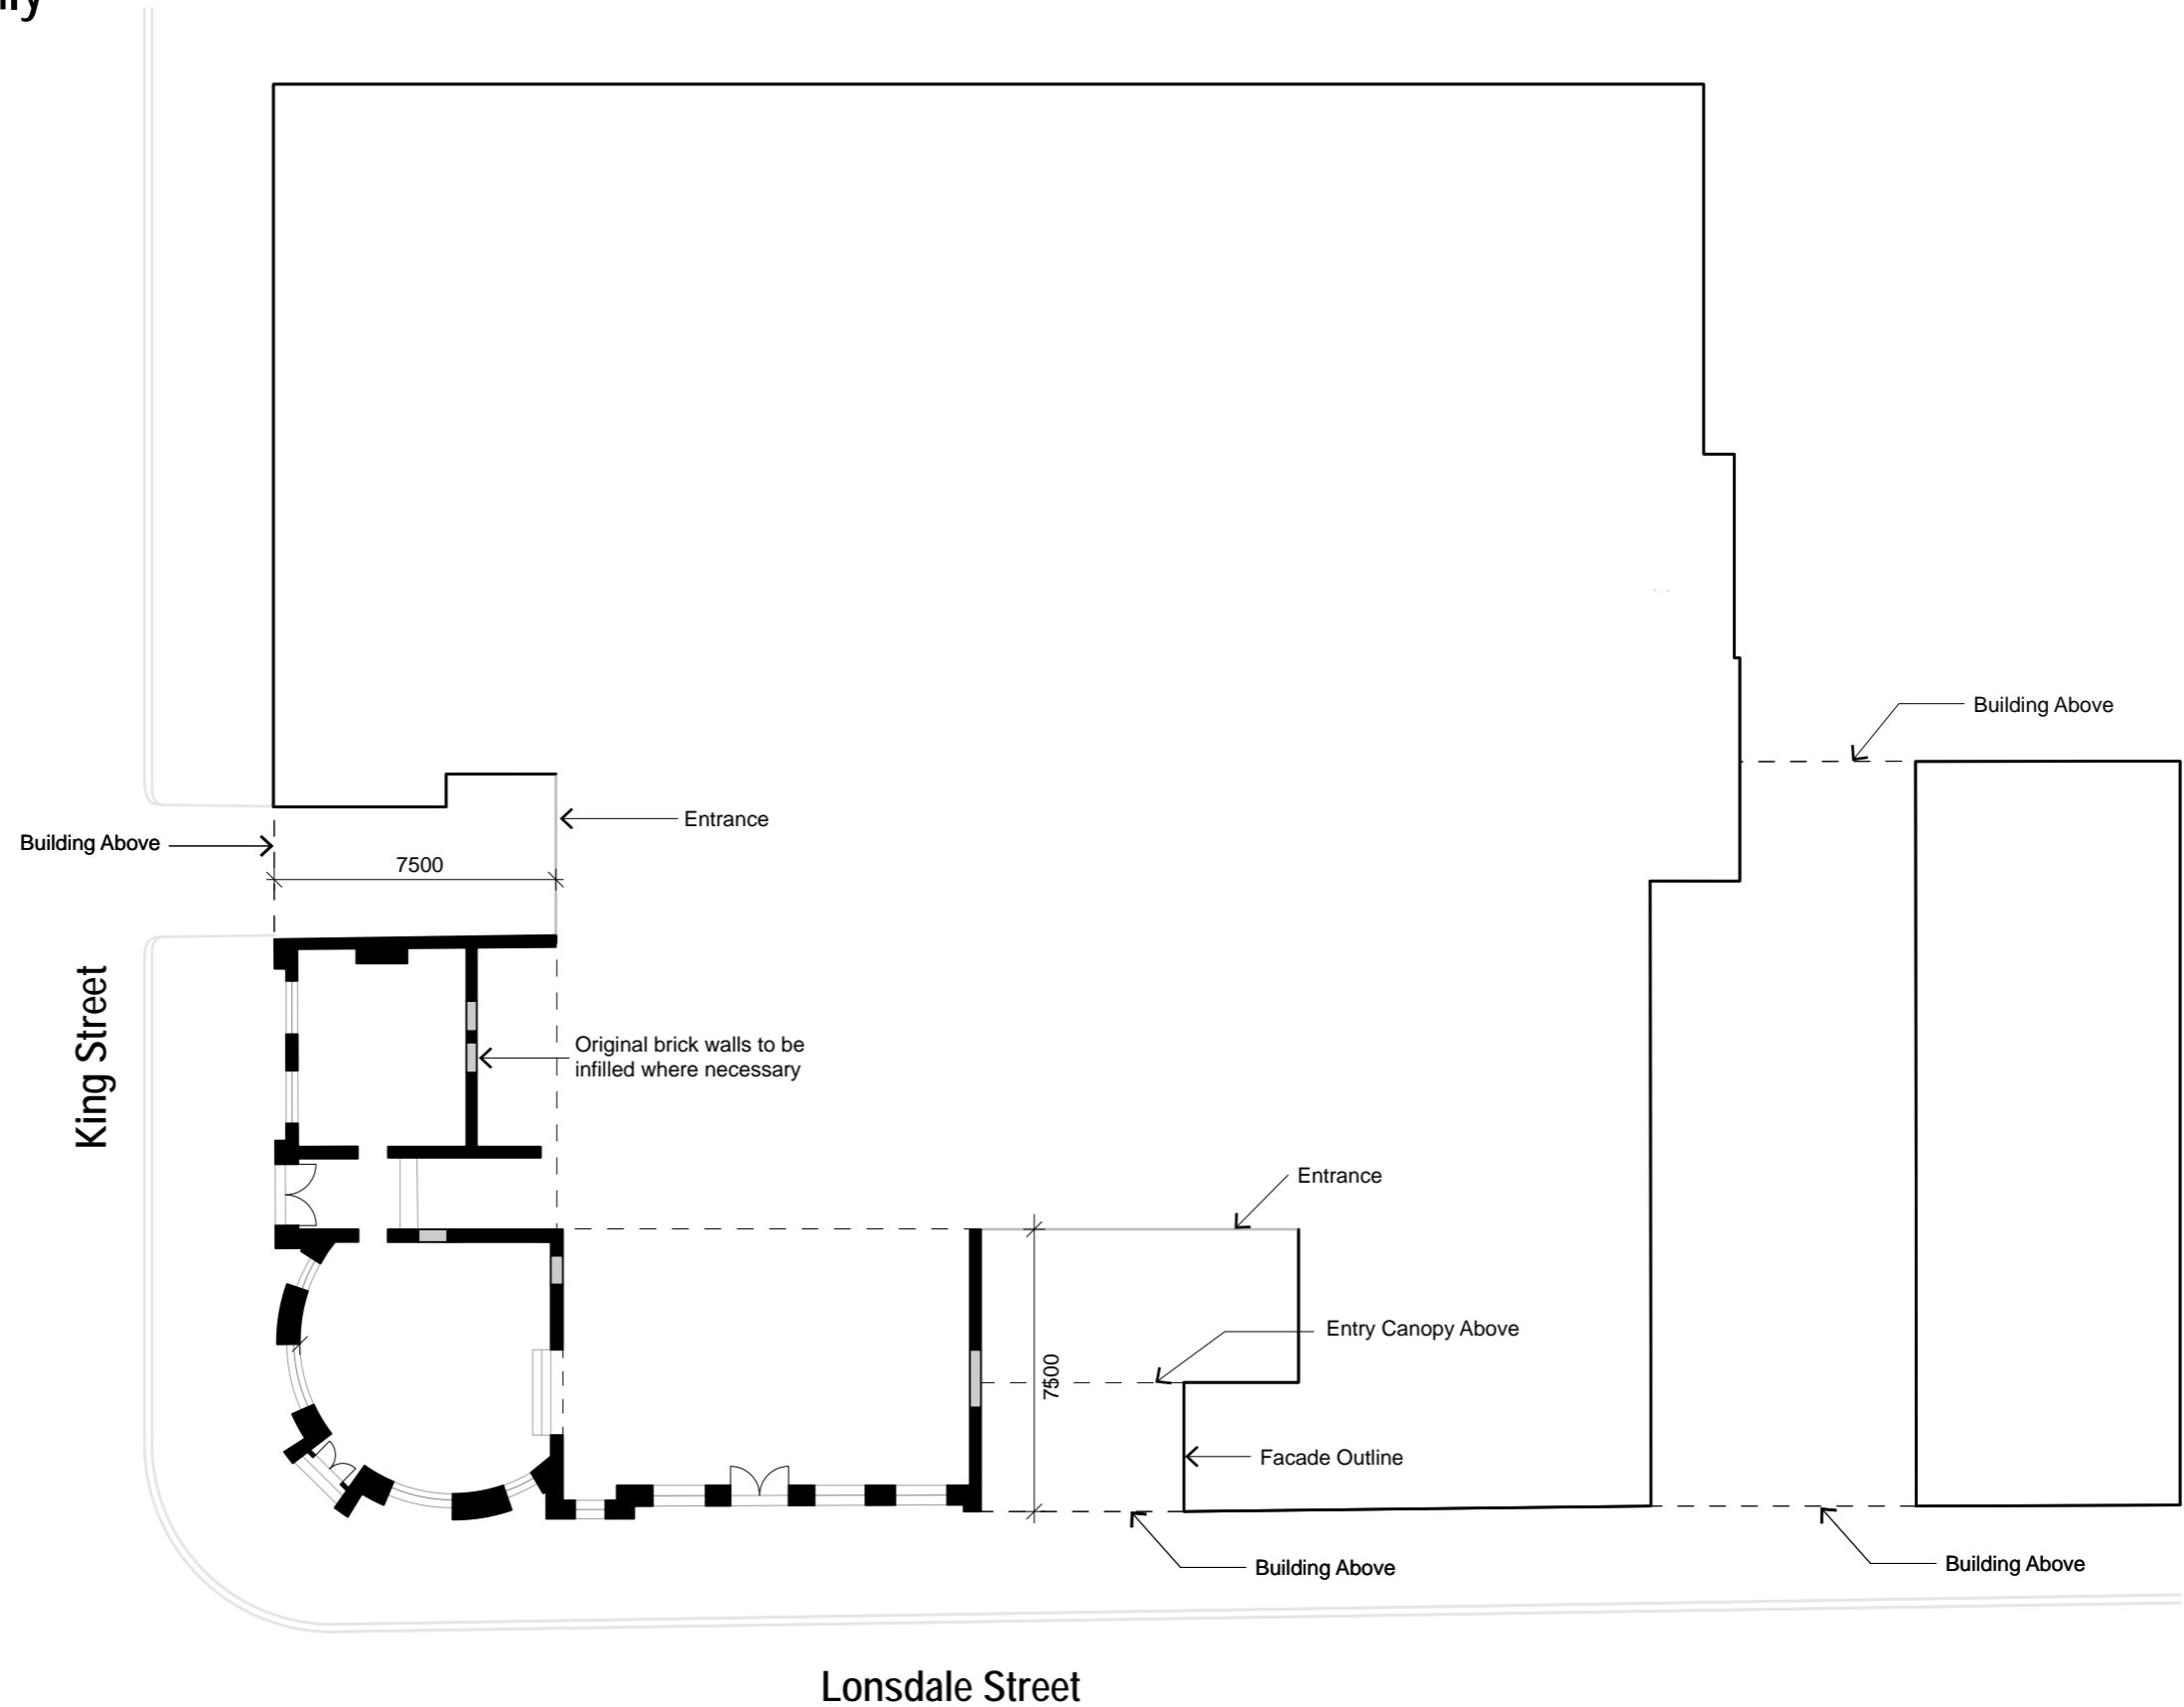 Building Above
Entrance
Building Above
7500
King Street
Original brick walls to be
infilled where necessary
Entrance
Entry Canopy Above
7500
Facade Outline
Building Above
Building Above
Lonsdale Street